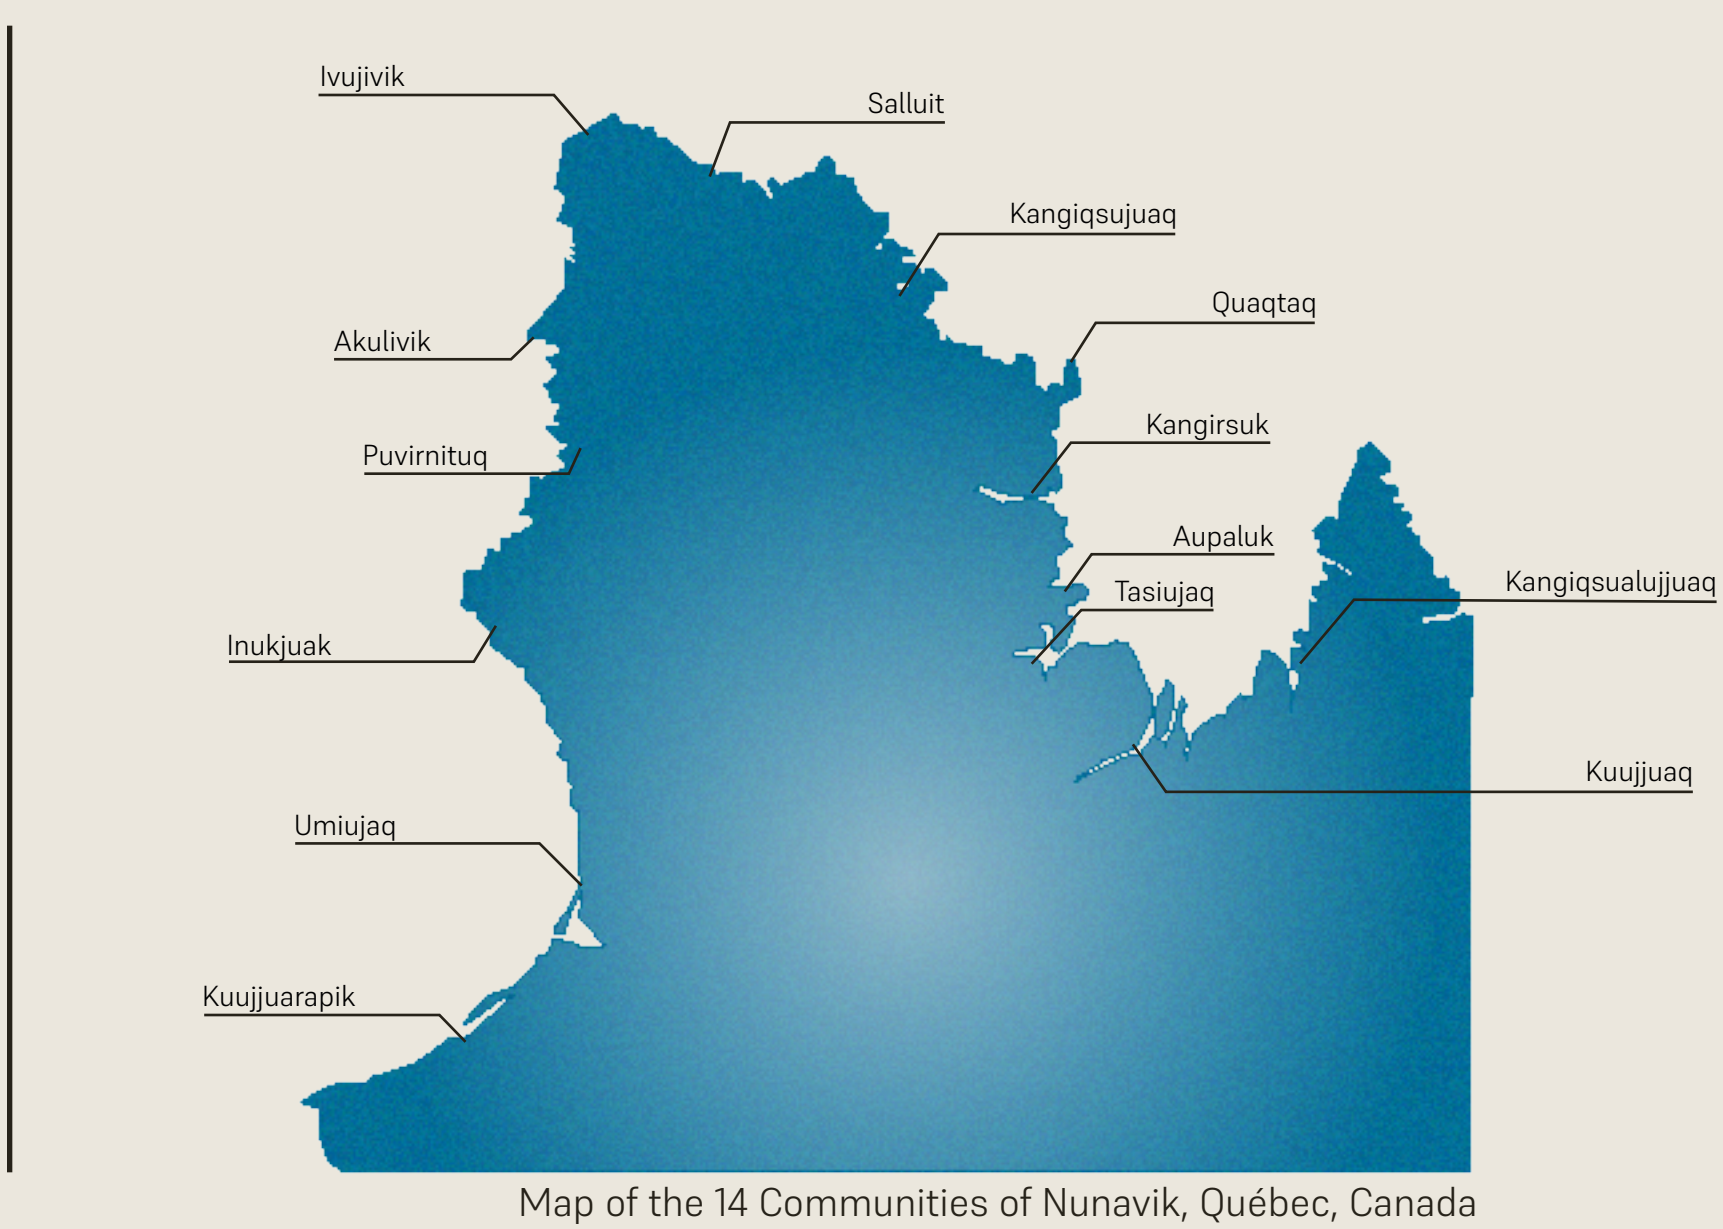 Ivujivik
Salluit
Kangiqsujuaq
Quaqtaq
Akulivik
Kangirsuk
Puvirnituq
Aupaluk
Kangiqsualujjuaq
Tasiujaq
Inukjuak
Kuujjuaq
Umiujaq
Kuujjuarapik
Map of the 14 Communities of Nunavik, Québec, Canada